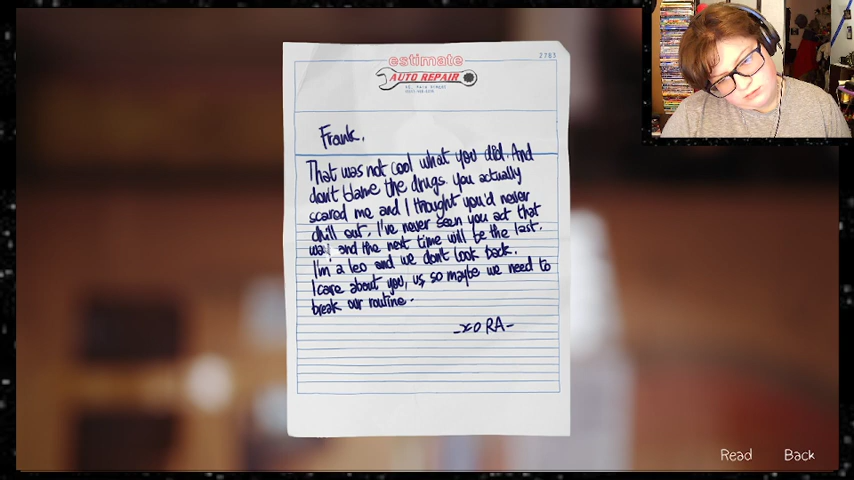 estimate
2783
AUTO REPAIR
Frank,
That was not cool what you did. And
don't blame the drugs. You actually
scared me and I thought you'd never
chill out. I've never seen you act that
way and the next time will be the last.
I'm a leo and we don't look back.
I care about you, us, so maybe we need to
break our routine.
-xo RA-
Read Back